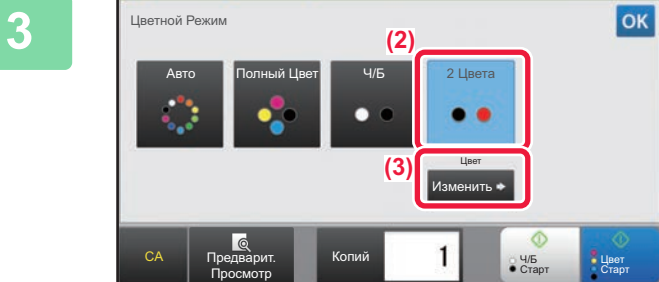 3
Цветной Режим
OK
(2)
Авто
Полный Цвет
Ч/Б
2 Цвета
(3)
Цвет
Изменить
CA
Предварит.
Просмотр
Копий
1
Ч/Б
Старт
Цвет
Старт